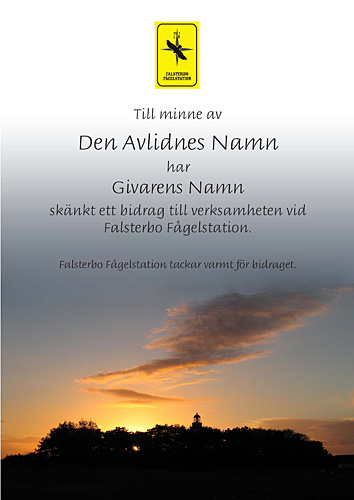 FALSTERBO
FÅGELSTATION
Till minne av
Den Avlidnes Namn
har
Givarens Namn
skänkt ett bidrag till verksamheten vid
Falsterbo Fågelstation.
Falsterbo Fågelstation tackar varmt för bidraget.